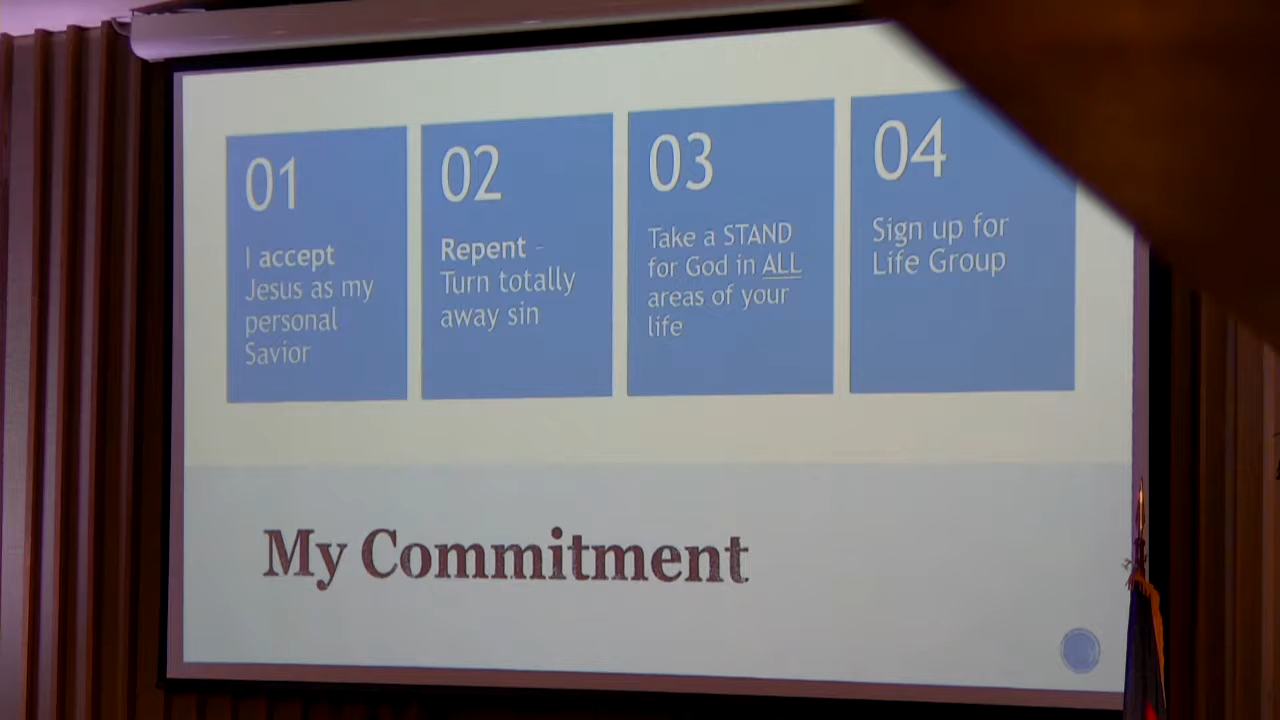 01
I accept
Jesus as my
personal
Savior
02
Repent –
Turn totally
away sin
03
Take a STAND
for God in ALL
areas of your
life
04
Sign up for
Life Group
My Commitment